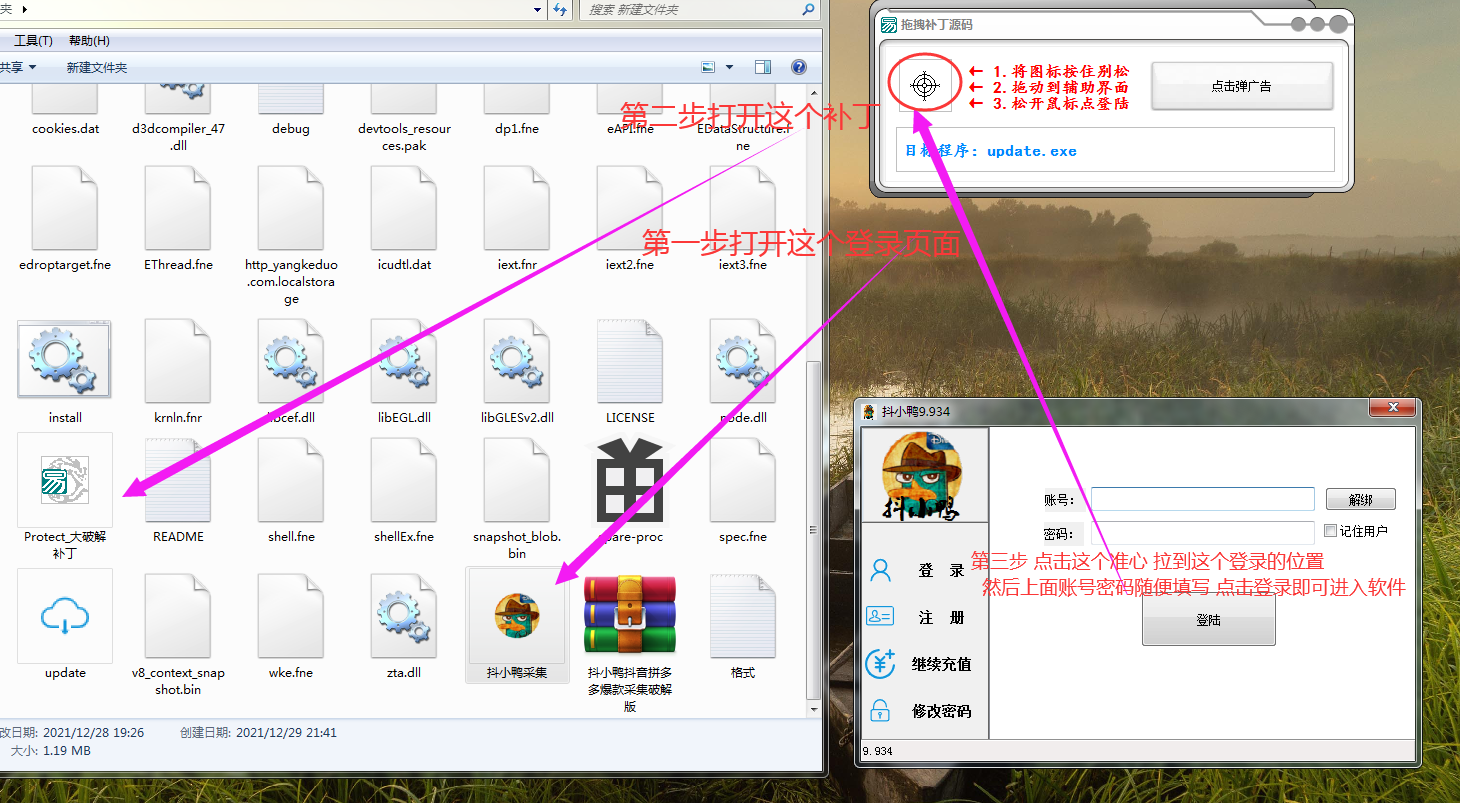 夹
搜索 新建文件夹
工具(T) 帮助(H)
共享 新建文件夹
cookies.dat
d3dcompiler_47
.dll
debug
devtools_resour
ces.pak
dp1.fne
eAPI.fne
EDataStructure.f
ne
edroptarget.fne
EThread.fne
http_yangkeduo
.com.localstora
ge
icudtl.dat
iext.fnr
iext2.fne
iext3.fne
install
krnln.fnr
libcef.dll
libEGL.dll
libGLESv2.dll
LICENSE
node.dll
Protect_大破解
补丁
README
shell.fne
shellEx.fne
snapshot_blob.
bin
spare-proc
spec.fne
update
v8_context_snap
shot.bin
wke.fne
zta.dll
抖小鸭采集
抖小鸭抖音拼多
多爆款采集破解
版
格式
改日期: 2021/12/28 19:26 创建日期: 2021/12/29 21:41
大小: 1.19 MB
第二步打开这个补丁
第一步打开这个登录页面
拖拽补丁源码
← 1.将图标按住别松
← 2.拖动到辅助界面
← 3.松开鼠标点登陆
点击弹广告
目标程序: update.exe
抖小鸭9.934
抖小鸭
账号:
解绑
密码:
记住用户
第三步 点击这个准心 拉到这个登录的位置
然后上面账号密码随便填写 点击登录即可进入软件
登 录
注 册
继续充值
修改密码
登陆
9.934